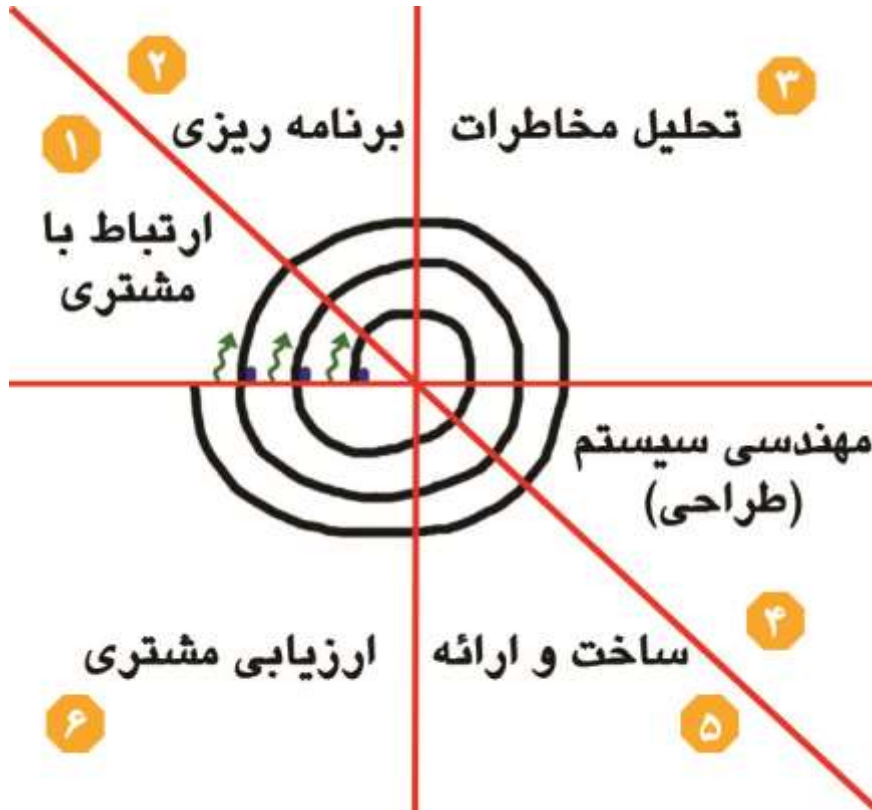 ۱
ارتباط با
مشتری
۲
برنامه ریزی
۳
تحلیل مخاطرات
مهندسی سیستم
(طراحی)
۴
ساخت و ارائه
۵
ارزیابی مشتری
۶